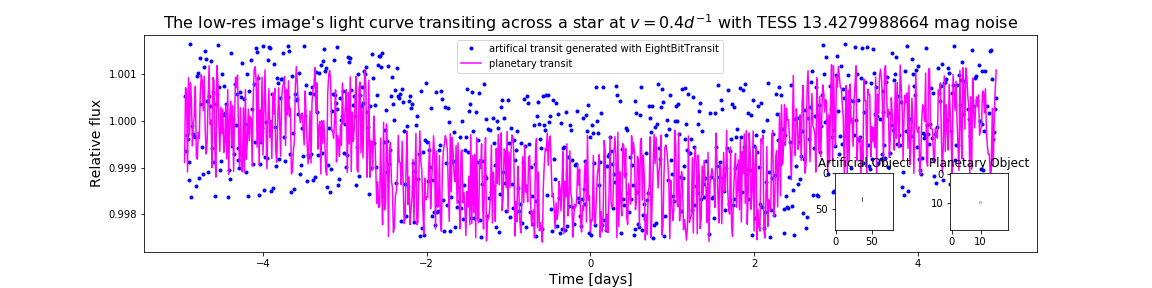 The low-res image's light curve transiting across a star at v = 0.4d⁻¹ with TESS 13.4279988664 mag noise
artifical transit generated with EightBitTransit
planetary transit
Relative flux
1.001
1.000
0.999
0.998
Artificial Object
0
50
0 50
Planetary Object
0
10
0 10
−4 −2 0 2 4
Time [days]